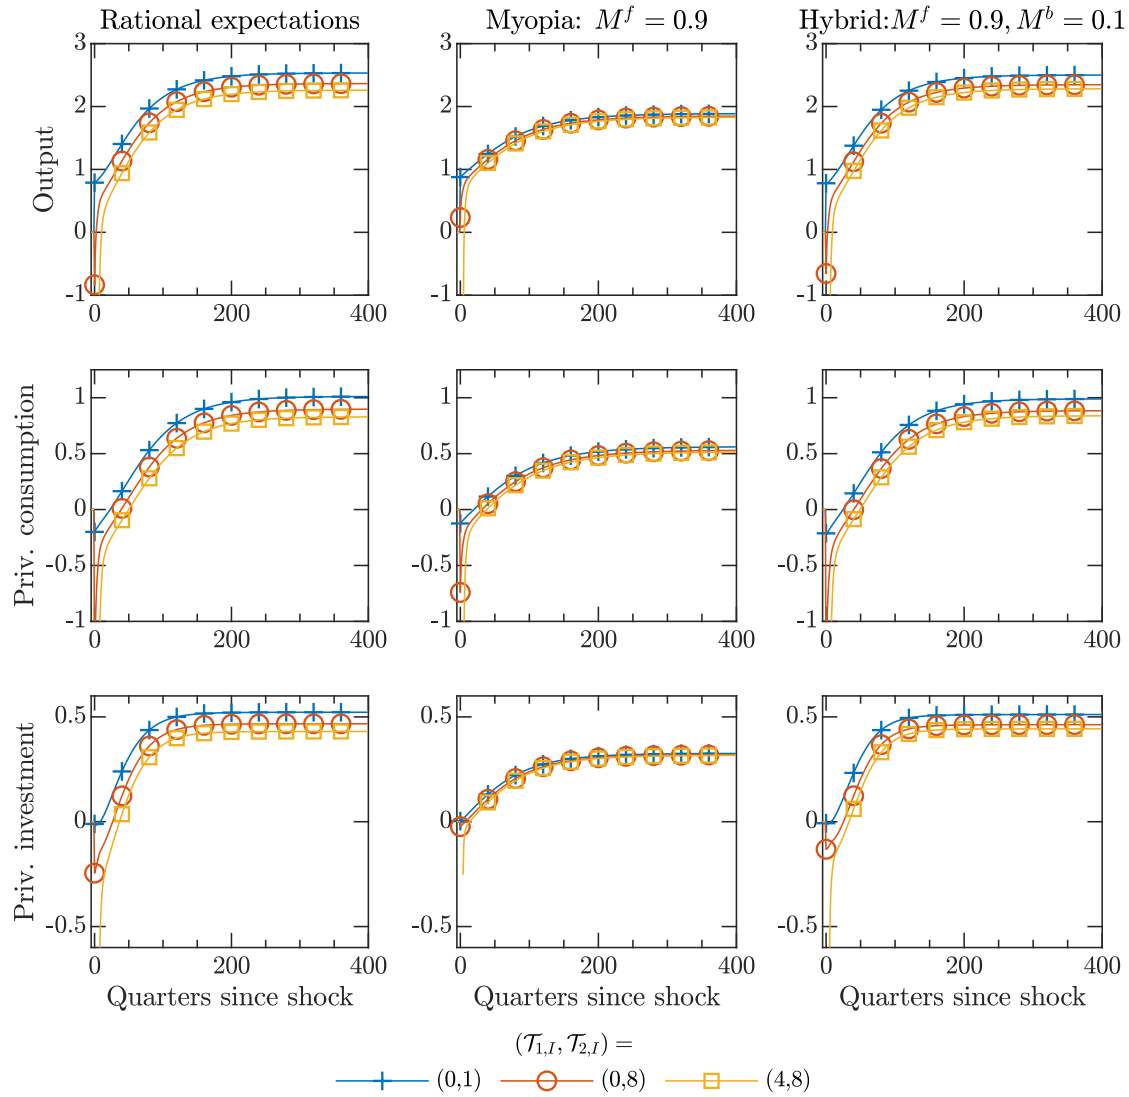 Rational expectations
Myopia: M^f = 0.9
Hybrid:M^f = 0.9, M^b = 0.1
Output
3
2
1
0
-1
0 200 400
3
2
1
0
-1
0 200 400
3
2
1
0
-1
0 200 400
Priv. consumption
1
0.5
0
-0.5
-1
0 200 400
1
0.5
0
-0.5
-1
0 200 400
1
0.5
0
-0.5
-1
0 200 400
Priv. investment
0.5
0
-0.5
0 200 400
Quarters since shock
0.5
0
-0.5
0 200 400
Quarters since shock
0.5
0
-0.5
0 200 400
Quarters since shock
(𝒯_{1,I}, 𝒯_{2,I}) =
(0,1) (0,8) (4,8)